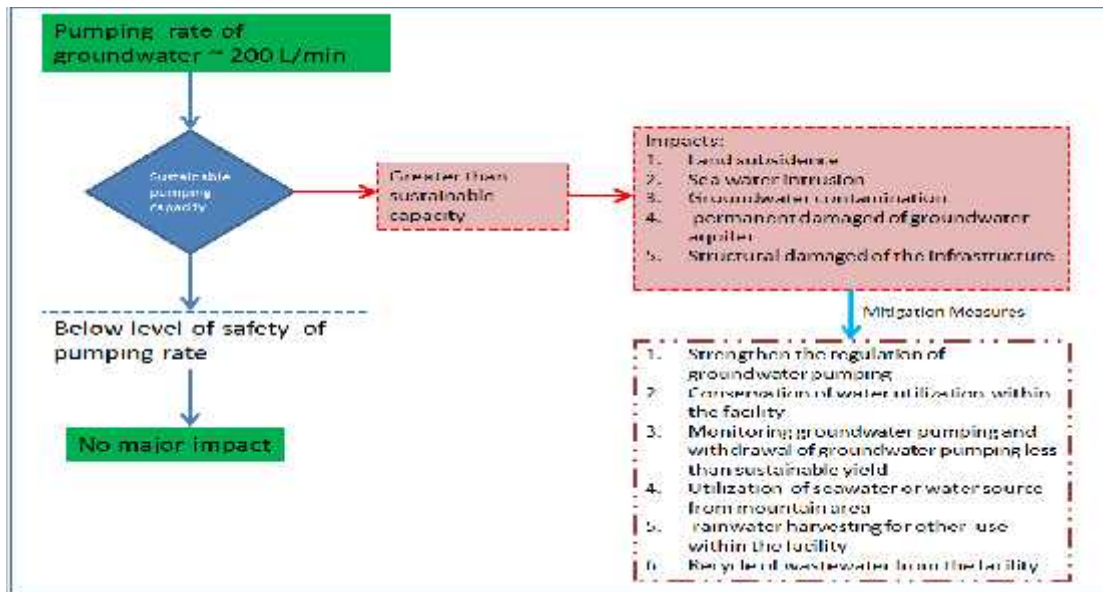 Pumping rate of
groundwater ~ 200 L/min
Sustainable
pumping
capacity
Greater than
sustainable
capacity
Impacts:
1. Land subsidence
2. Sea water intrusion
3. Groundwater contamination
4. permanent damaged of groundwater
aquifer
5. Structural damaged of the Infrastructure
Below level of safety of
pumping rate
No major impact
Mitigation Measures
1. Strengthen the regulation of
groundwater pumping
2. Conservation of water utilization within
the facility
3. Monitoring groundwater pumping and
withdrawal of groundwater pumping less
than sustainable yield
4. Utilization of seawater or water source
from mountain area
5. rainwater harvesting for other use
within the facility
6. Recycle of wastewater from the facility